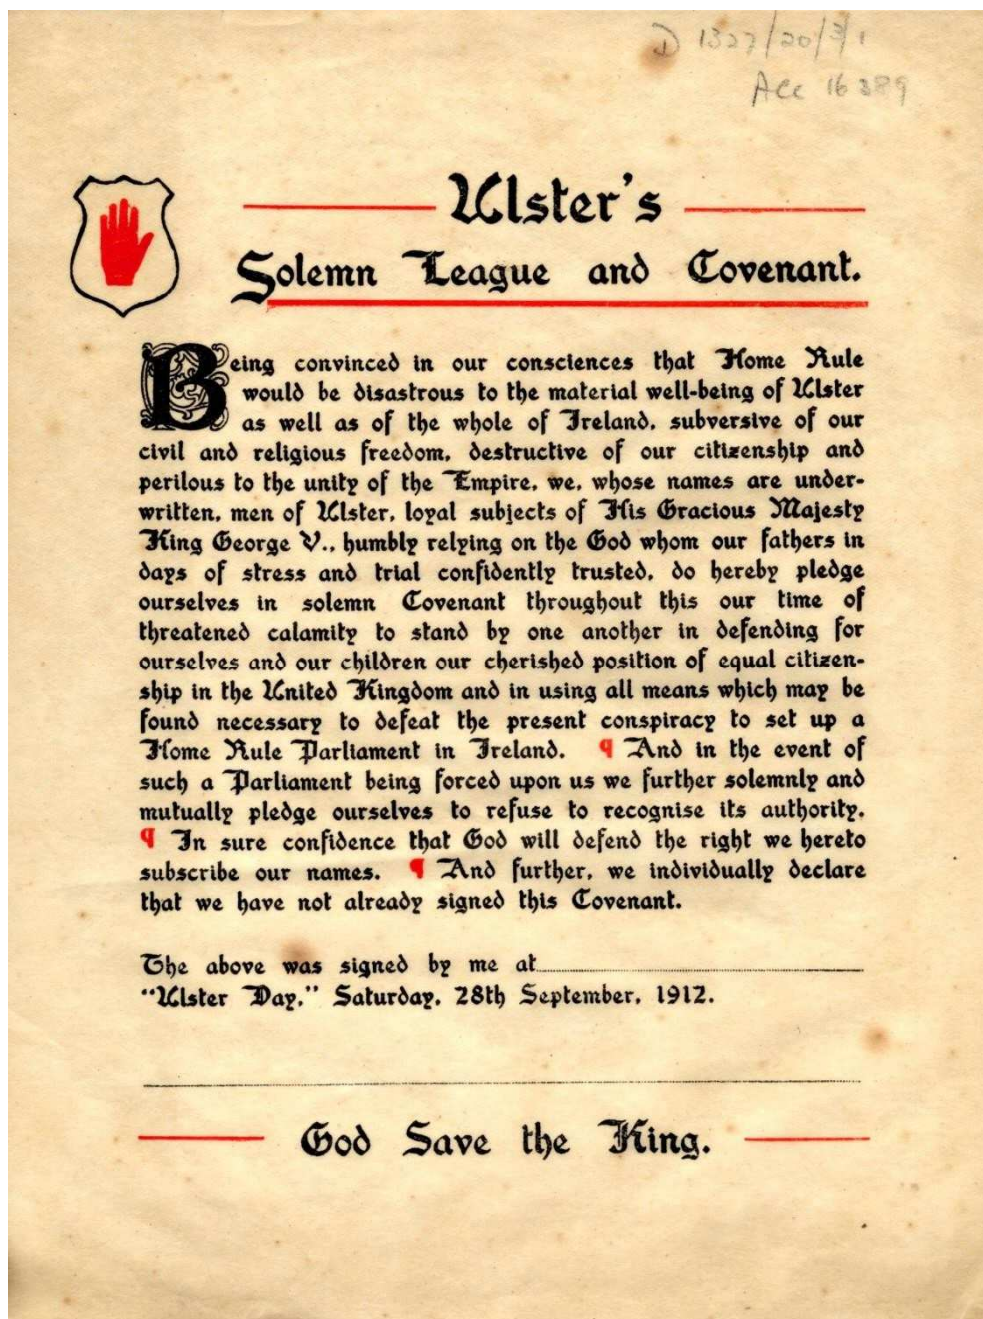 D 1327/20/3/1
Acc 16389
Ulster's
Solemn League and Covenant.
Being convinced in our consciences that Home Rule
would be disastrous to the material well-being of Ulster
as well as of the whole of Ireland, subversive of our
civil and religious freedom, destructive of our citizenship and
perilous to the unity of the Empire, we, whose names are under-
written, men of Ulster, loyal subjects of His Gracious Majesty
King George V., humbly relying on the God whom our fathers in
days of stress and trial confidently trusted, do hereby pledge
ourselves in solemn Covenant throughout this our time of
threatened calamity to stand by one another in defending for
ourselves and our children our cherished position of equal citizen-
ship in the United Kingdom and in using all means which may be
found necessary to defeat the present conspiracy to set up a
Home Rule Parliament in Ireland. ¶ And in the event of
such a Parliament being forced upon us we further solemnly and
mutually pledge ourselves to refuse to recognise its authority.
¶ In sure confidence that God will defend the right we hereto
subscribe our names. ¶ And further, we individually declare
that we have not already signed this Covenant.
The above was signed by me at
"Ulster Day," Saturday, 28th September, 1912.
God Save the King.